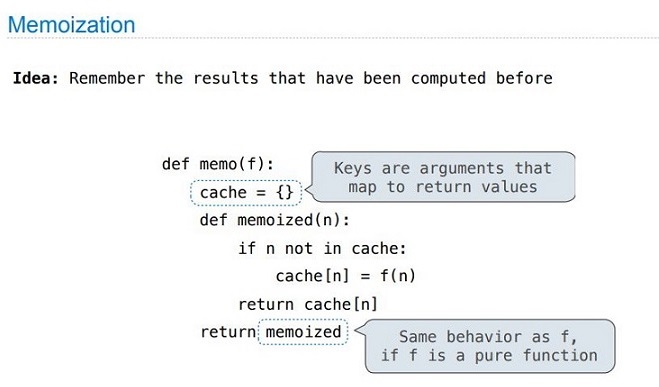 Memoization
Idea: Remember the results that have been computed before
def memo(f):
Keys are arguments that
map to return values
cache = {}
def memoized(n):
if n not in cache:
cache[n] = f(n)
return cache[n]
return memoized
Same behavior as f,
if f is a pure function